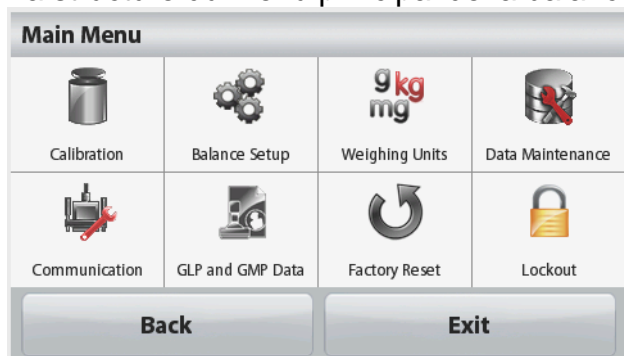 Main Menu
g kg
mg
Calibration
Balance Setup
Weighing Units
Data Maintenance
Communication
GLP and GMP Data
Factory Reset
Lockout
Back
Exit